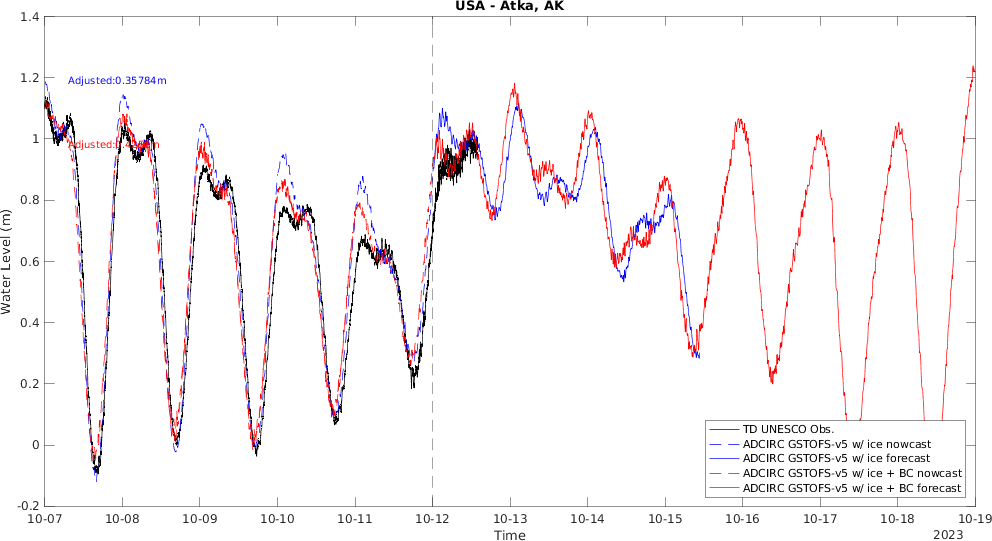 USA - Atka, AK
1.4
1.2
1
0.8
0.6
0.4
0.2
0
-0.2
Water Level (m)
Adjusted:0.35784m
10-07
10-08
10-09
10-10
10-11
10-12
10-13
10-14
10-15
10-16
10-17
10-18
10-19
Time
2023
TD UNESCO Obs.
ADCIRC GSTOFS-v5 w/ ice nowcast
ADCIRC GSTOFS-v5 w/ ice forecast
ADCIRC GSTOFS-v5 w/ ice + BC nowcast
ADCIRC GSTOFS-v5 w/ ice + BC forecast